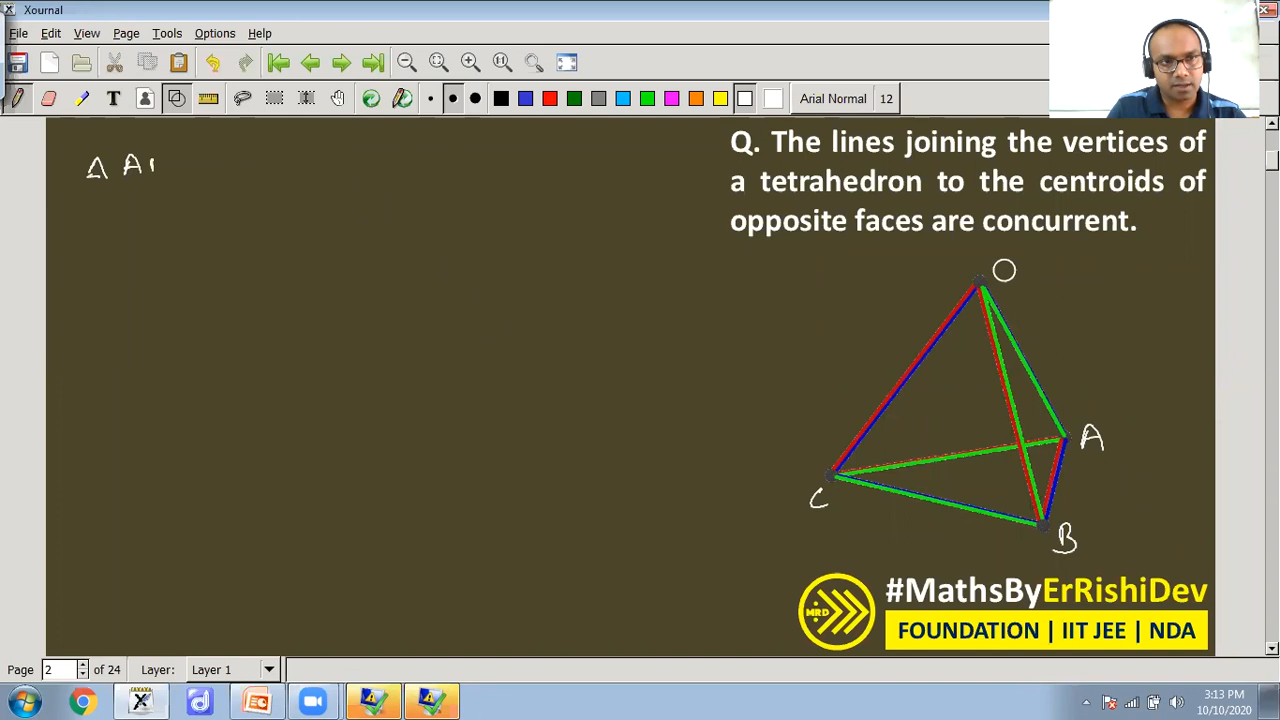 Xournal
File Edit View Page Tools Options Help
Arial Normal 12
Δ A
Q. The lines joining the vertices of
a tetrahedron to the centroids of
opposite faces are concurrent.
O
A
C
B
MRD
#MathsByErRishiDev
FOUNDATION | IIT JEE | NDA
Page 2 of 24 Layer: Layer 1
3:13 PM
10/10/2020